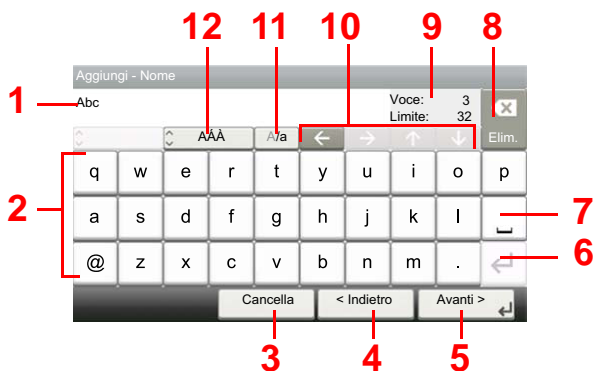 12 11 10 9 8
Aggiungi - Nome
1 Abc Voce: 3
Limite: 32
AÁÀ A/a ← → ↑ ↓ Elim.
2 q w e r t y u i o p
a s d f g h j k l 7
@ z x c v b n m . 6
Cancella < Indietro Avanti >
3 4 5